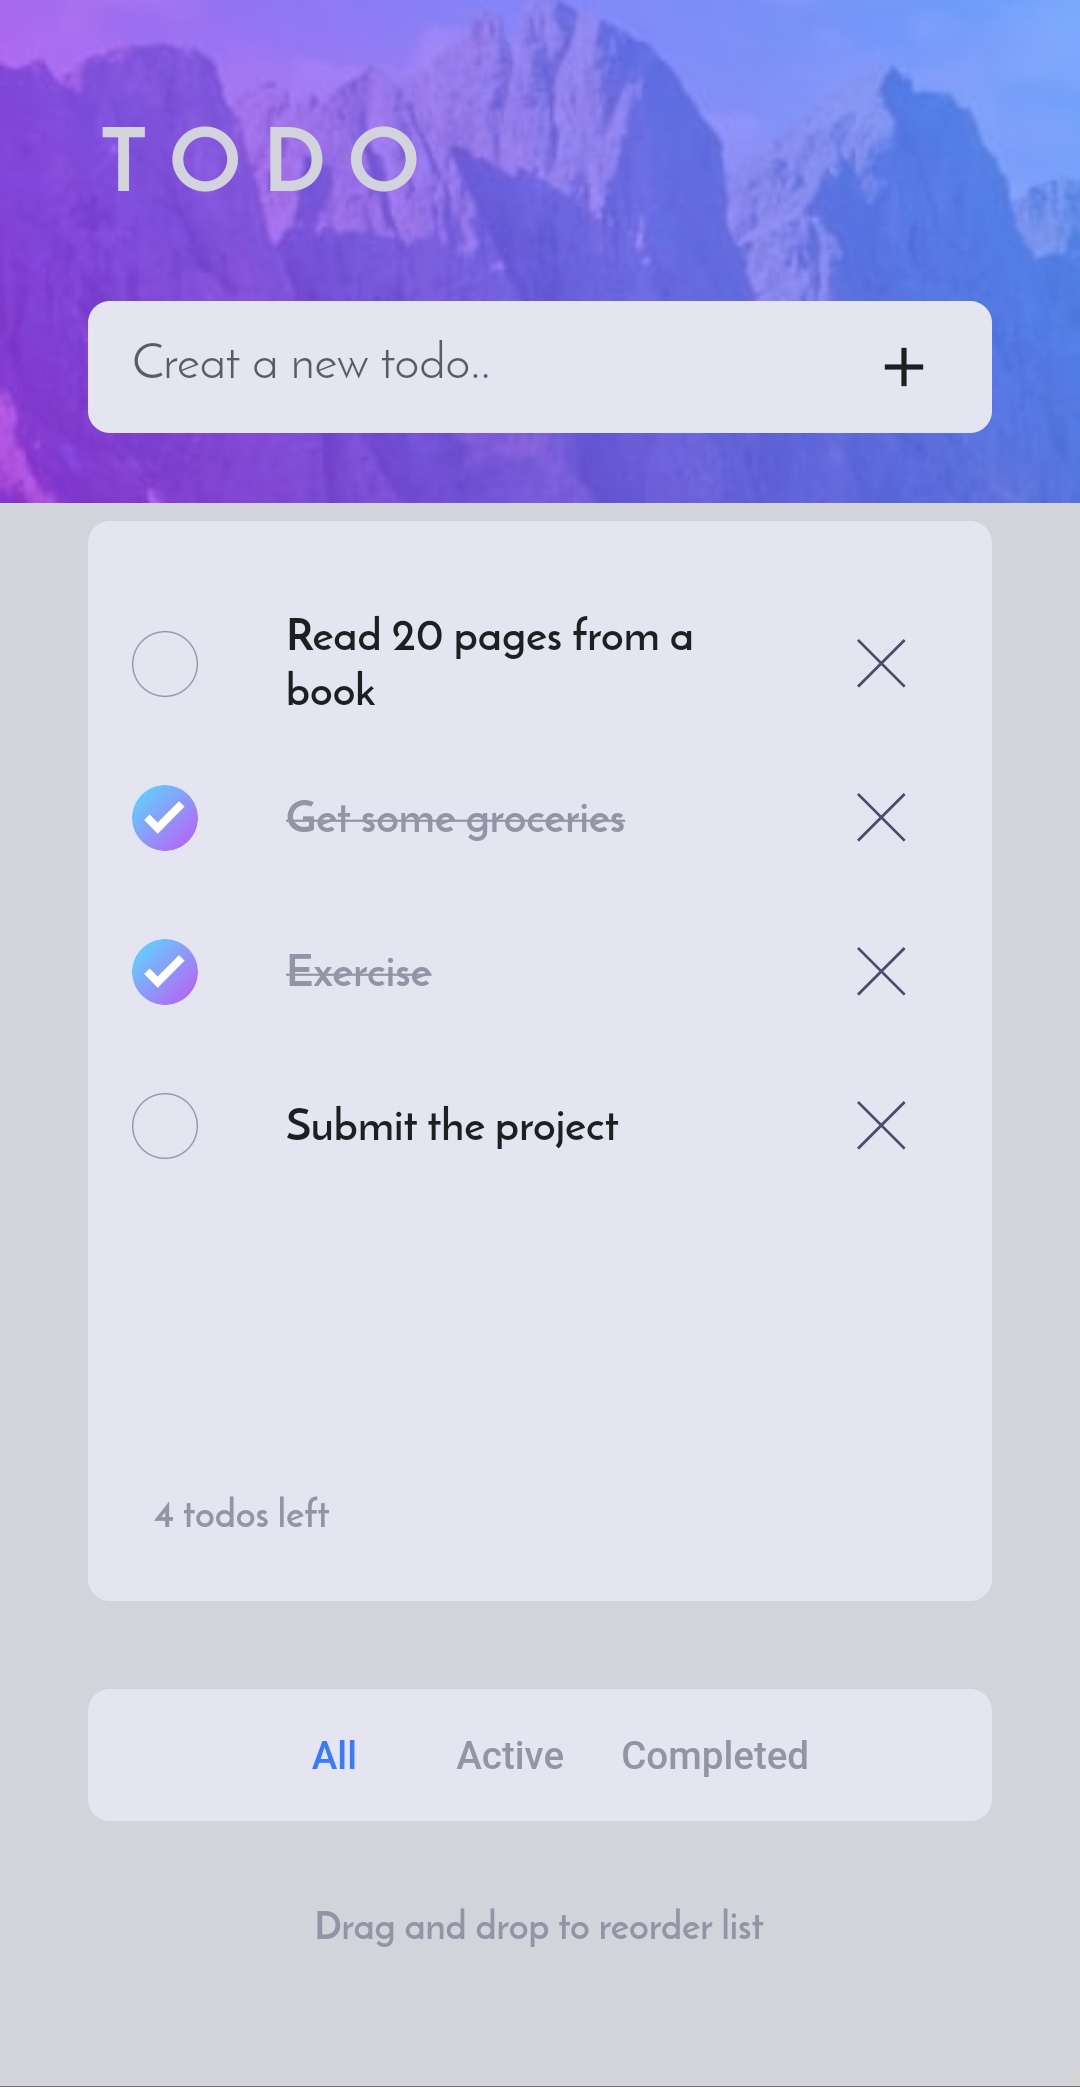 TODO
Creat a new todo..
Read 20 pages from a
book
Get some groceries
Exercise
Submit the project
4 todos left
All Active Completed
Drag and drop to reorder list